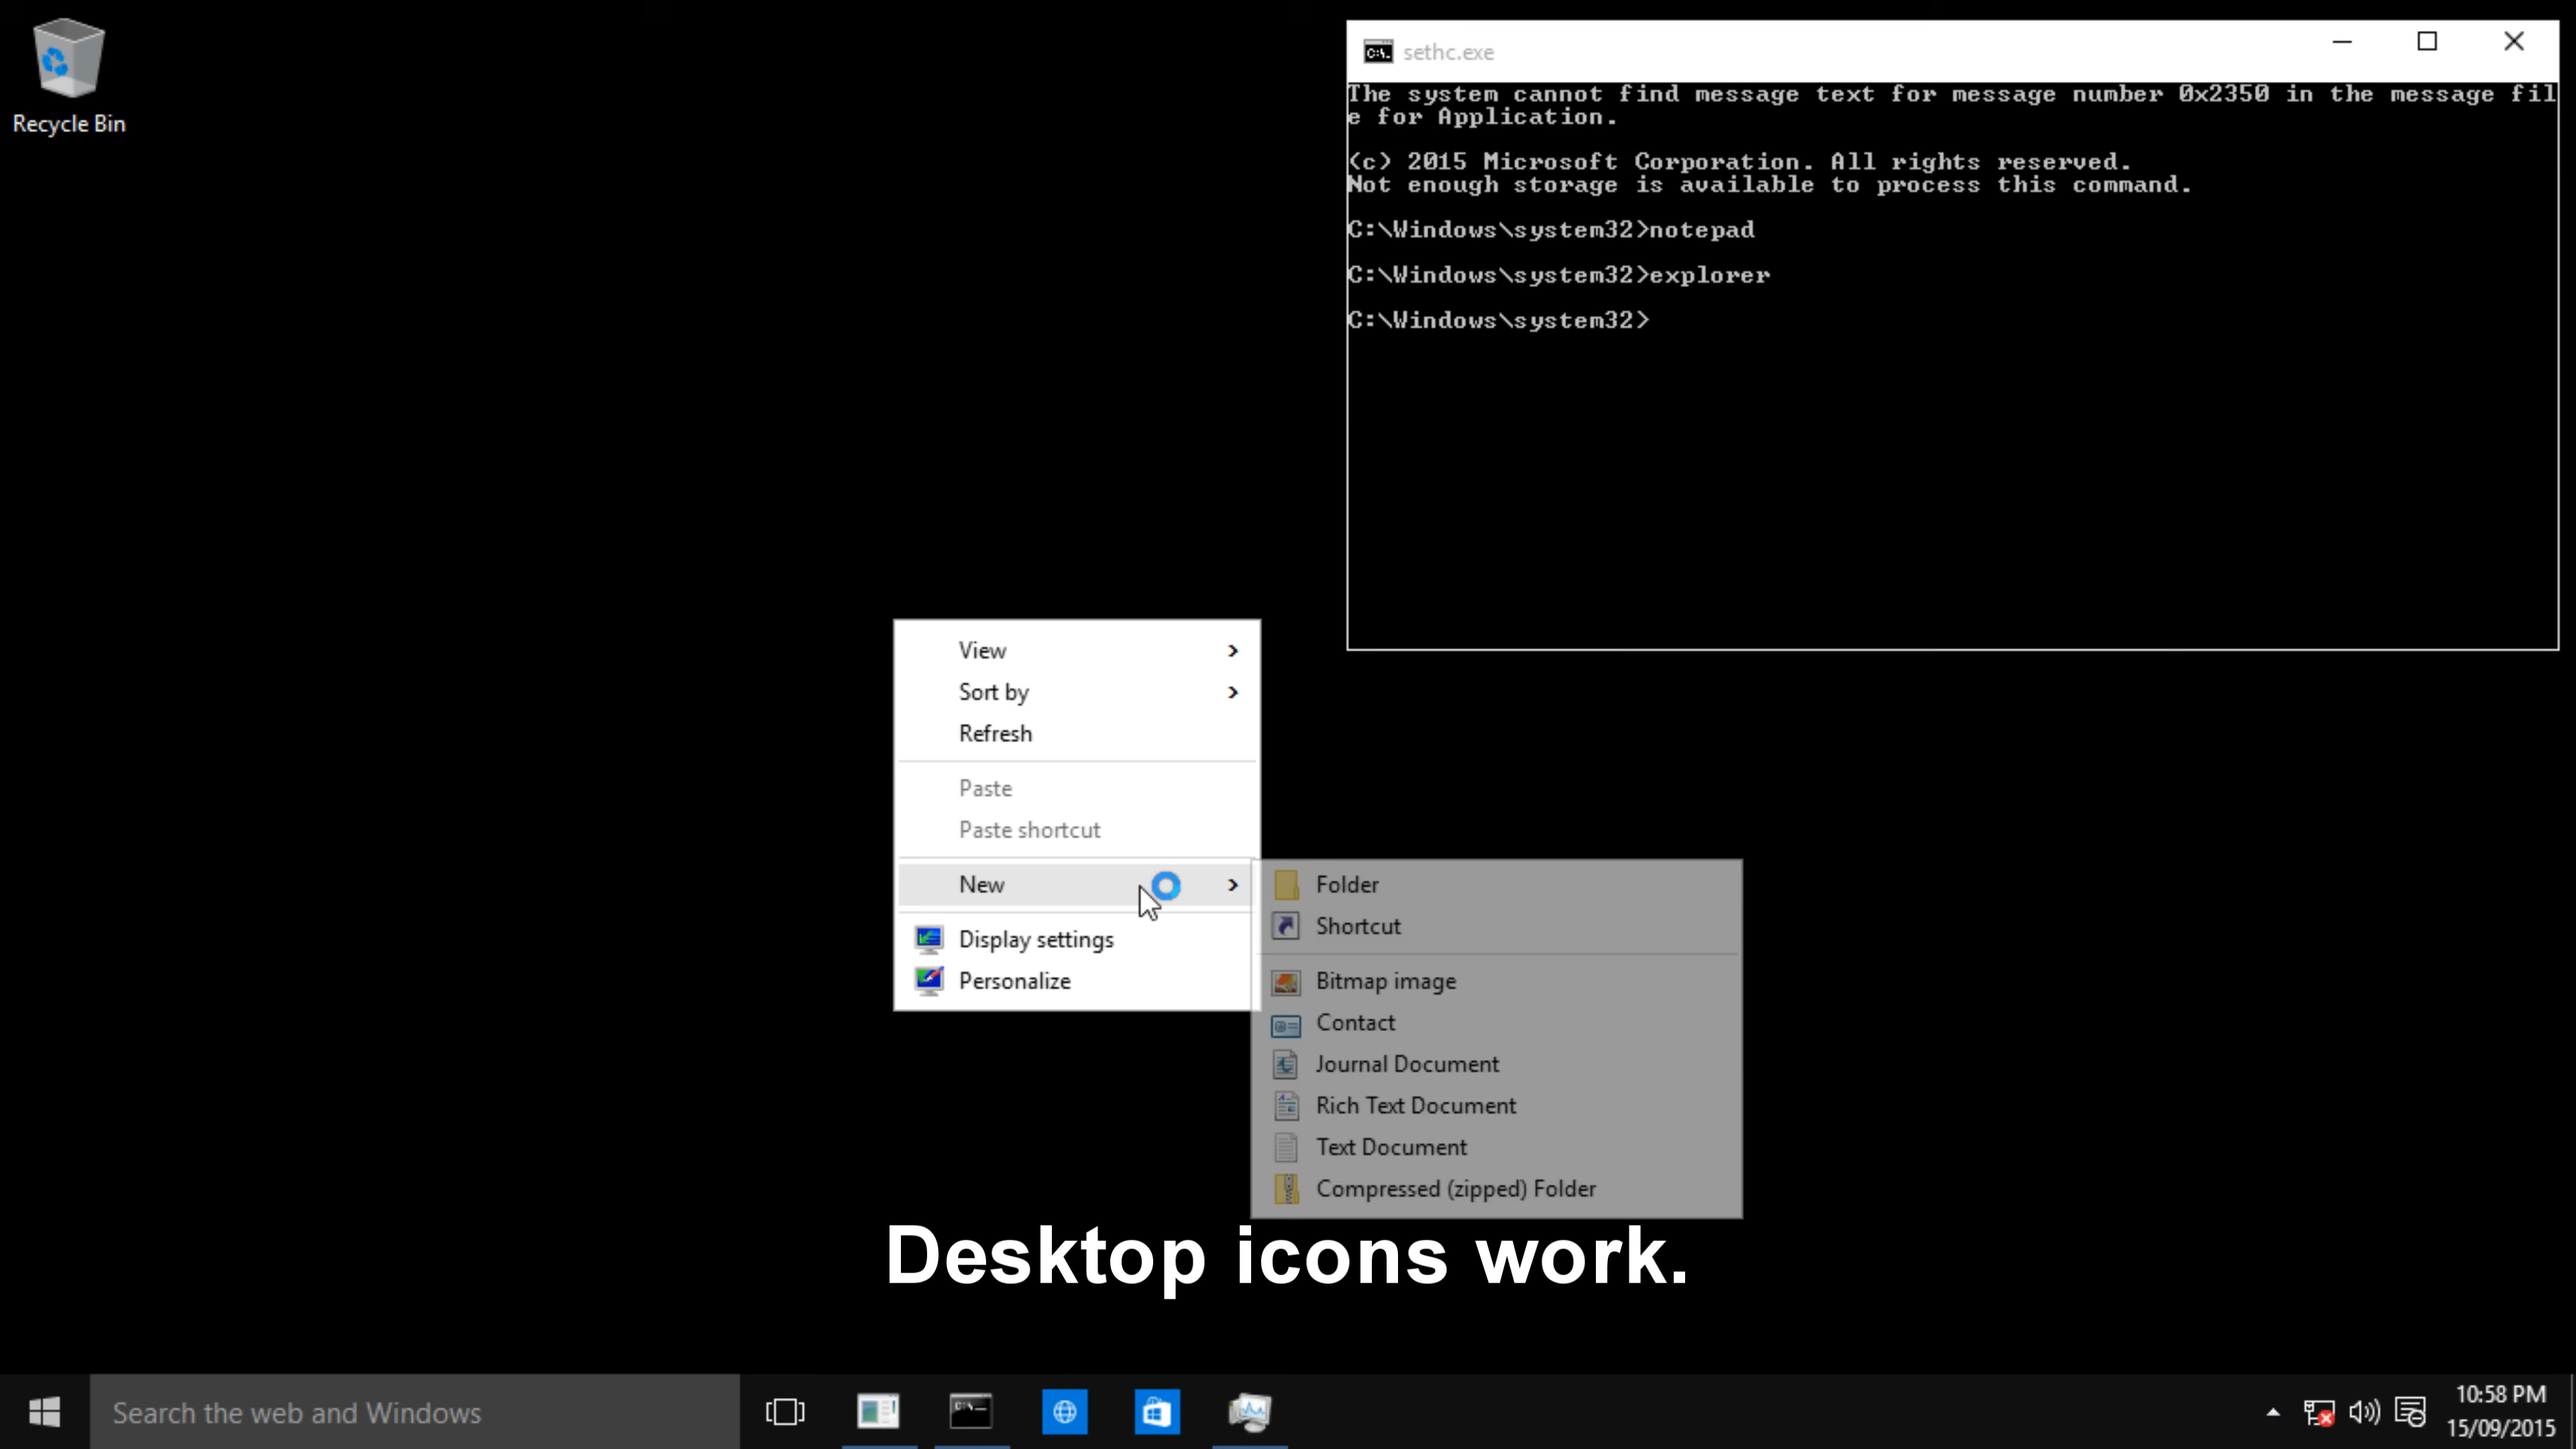 Recycle Bin
sethc.exe
The system cannot find message text for message number 0x2350 in the message fil
e for Application.
(c) 2015 Microsoft Corporation. All rights reserved.
Not enough storage is available to process this command.
C:\Windows\system32>notepad
C:\Windows\system32>explorer
C:\Windows\system32>
View
Sort by
Refresh
Paste
Paste shortcut
New
Display settings
Personalize
Folder
Shortcut
Bitmap image
Contact
Journal Document
Rich Text Document
Text Document
Compressed (zipped) Folder
Desktop icons work.
Search the web and Windows
10:58 PM
15/09/2015